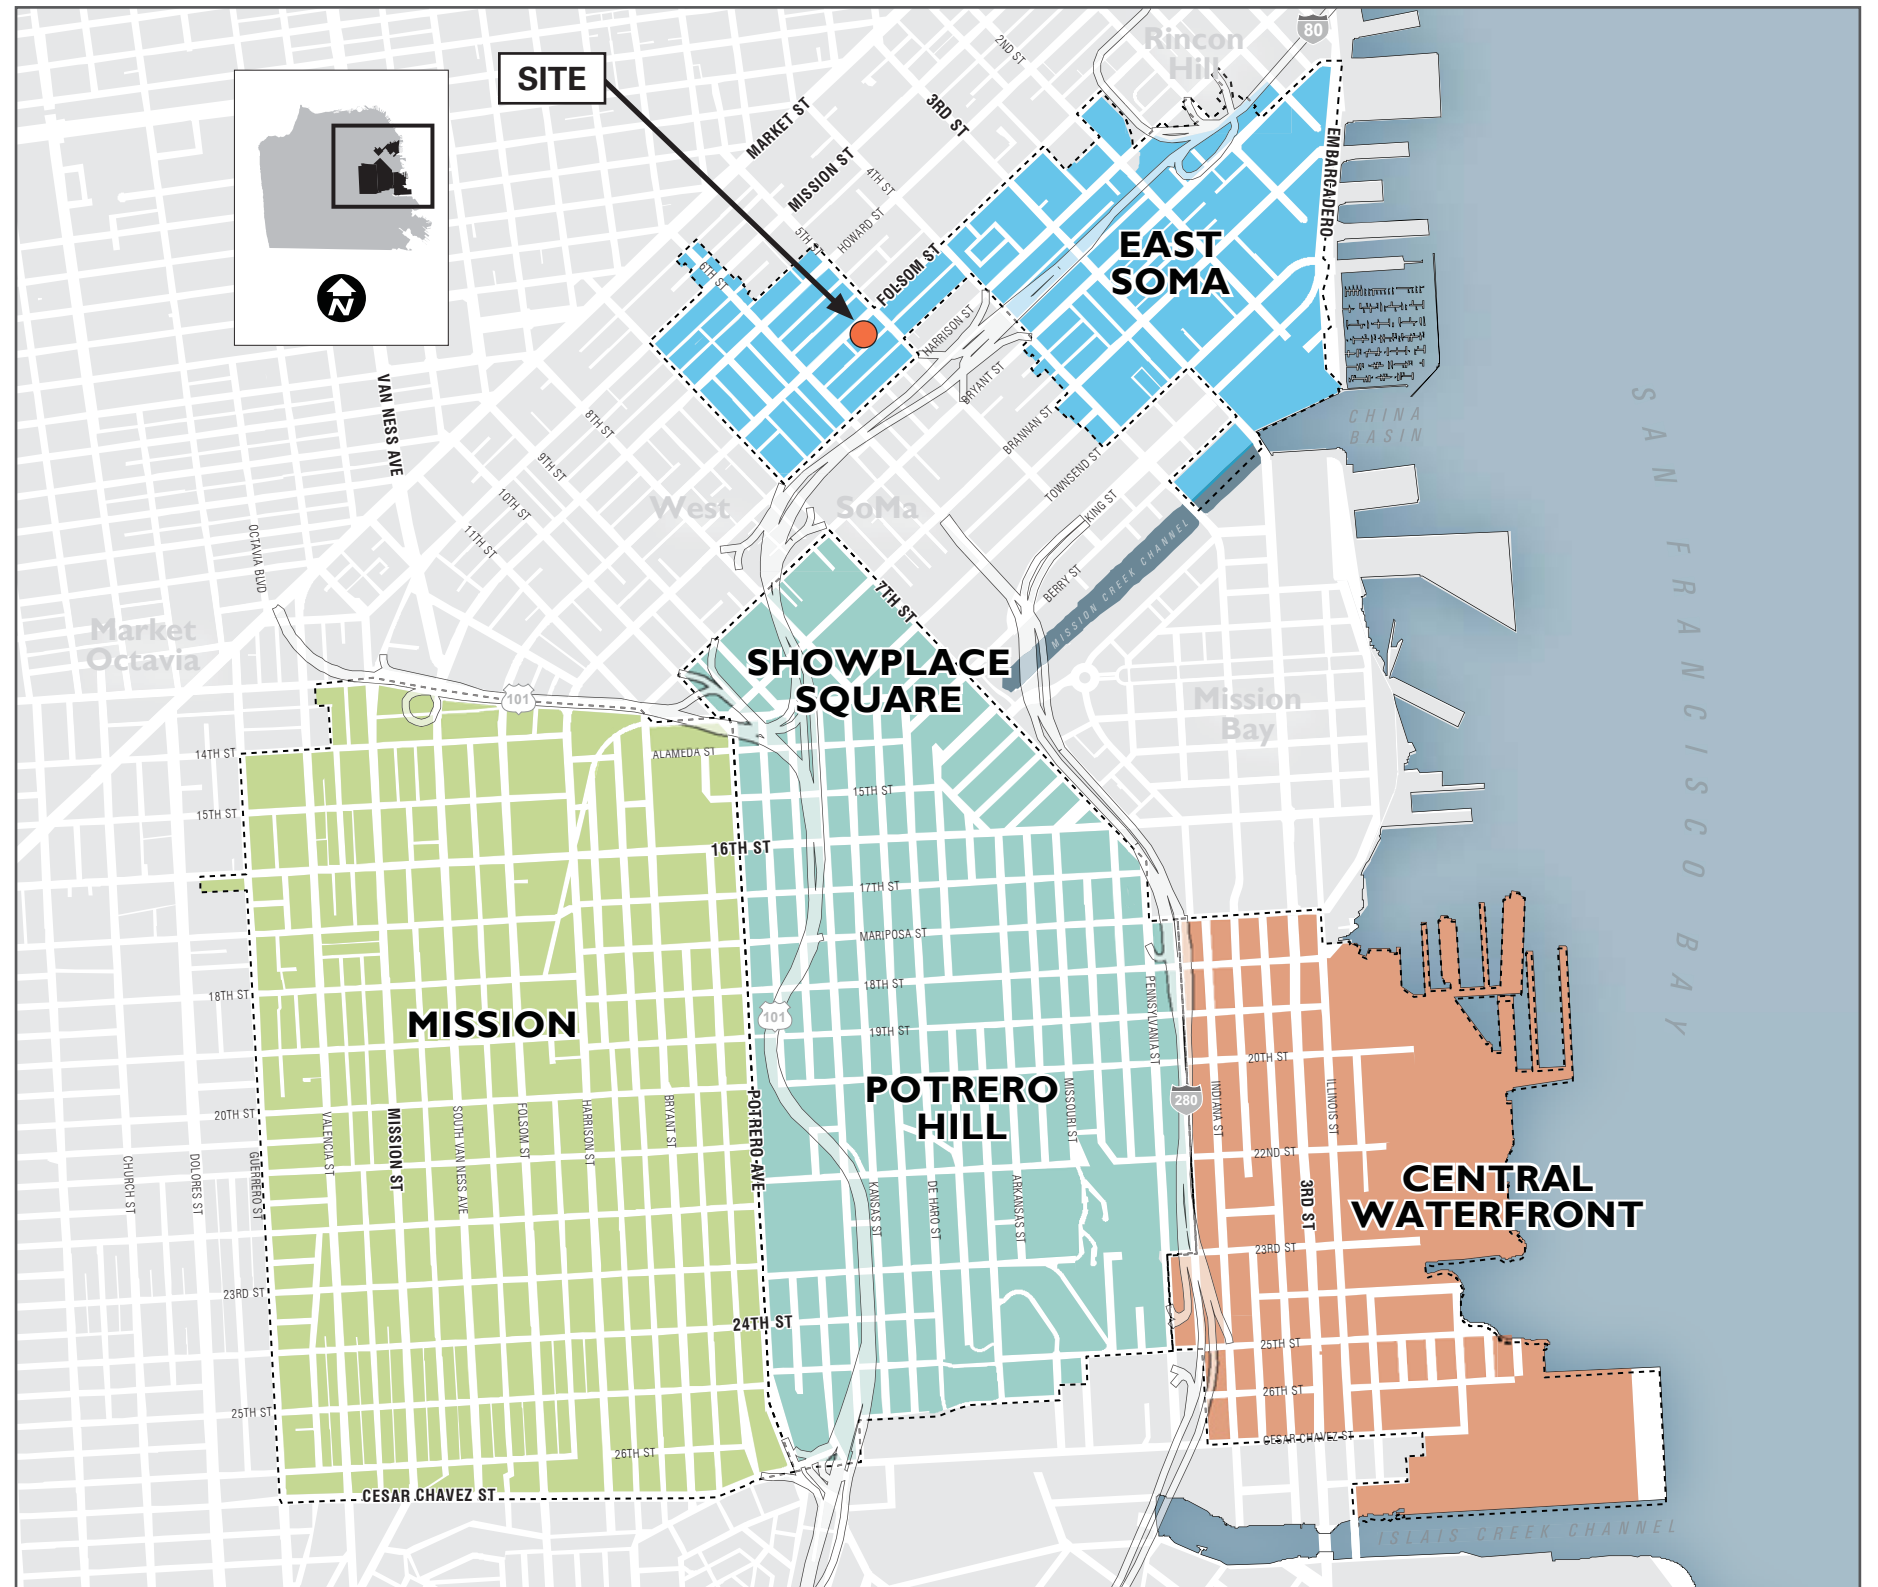 Rincon
Hill
80
2ND ST
SITE
3RD ST
MARKET ST
MISSION ST
4TH ST
EMBARCADERO
5TH ST
HOWARD ST
FOLSOM ST
6TH ST
EAST
SOMA
N
HARRISON ST
BRYANT ST
VAN NESS AVE
8TH ST
BRANNAN ST
CHINA
BASIN
SAN FRANCISCO BAY
9TH ST
TOWNSEND ST
10TH ST
West
SoMa
KING ST
11TH ST
OCTAVIA BLVD
MISSION CREEK CHANNEL
BERRY ST
7TH ST
Market
Octavia
SHOWPLACE
SQUARE
101
Mission
Bay
14TH ST
ALAMEDA ST
15TH ST
15TH ST
16TH ST
17TH ST
MARIPOSA ST
18TH ST
18TH ST
PENNSYLVANIA ST
MISSION
101
19TH ST
20TH ST
POTRERO
HILL
280
MISSOURI ST
INDIANA ST
ILLINOIS ST
20TH ST
VALENCIA ST
MISSION ST
SOUTH VAN NESS AVE
FOLSOM ST
HARRISON ST
BRYANT ST
POTRERO AVE
22ND ST
CHURCH ST
DOLORES ST
GUERRERO ST
KANSAS ST
DE HARO ST
ARKANSAS ST
3RD ST
CENTRAL
WATERFRONT
23RD ST
23RD ST
24TH ST
25TH ST
26TH ST
25TH ST
CESAR CHAVEZ ST
26TH ST
CESAR CHAVEZ ST
ISLAIS CREEK CHANNEL